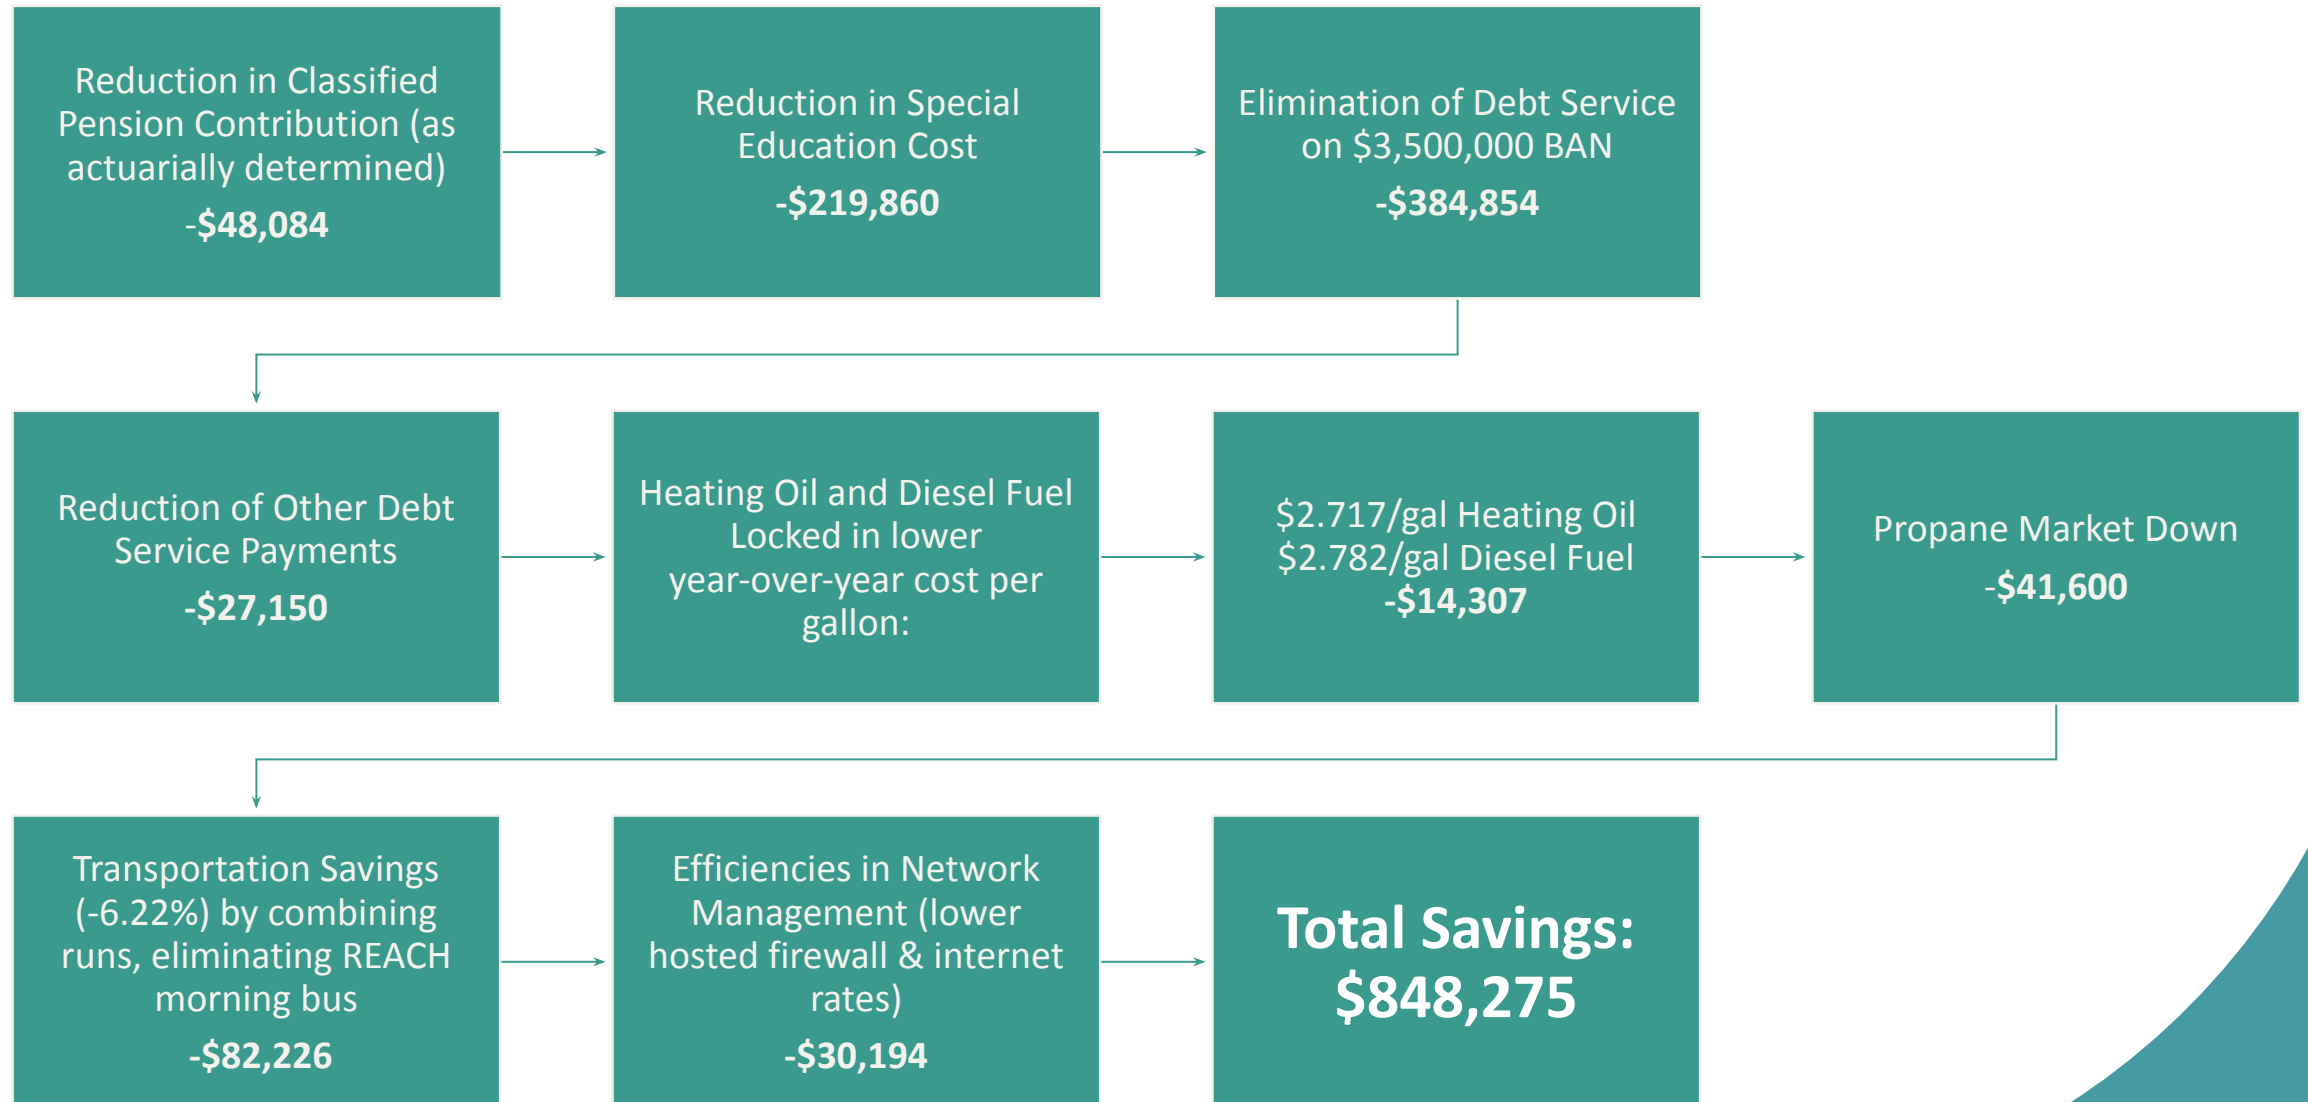 Reduction in Classified
Pension Contribution (as
actuarially determined)
-$48,084
Reduction in Special
Education Cost
-$219,860
Elimination of Debt Service
on $3,500,000 BAN
-$384,854
Reduction of Other Debt
Service Payments
-$27,150
Heating Oil and Diesel Fuel
Locked in lower
year-over-year cost per
gallon:
$2.717/gal Heating Oil
$2.782/gal Diesel Fuel
-$14,307
Propane Market Down
-$41,600
Transportation Savings
(-6.22%) by combining
runs, eliminating REACH
morning bus
-$82,226
Efficiencies in Network
Management (lower
hosted firewall & internet
rates)
-$30,194
Total Savings:
$848,275